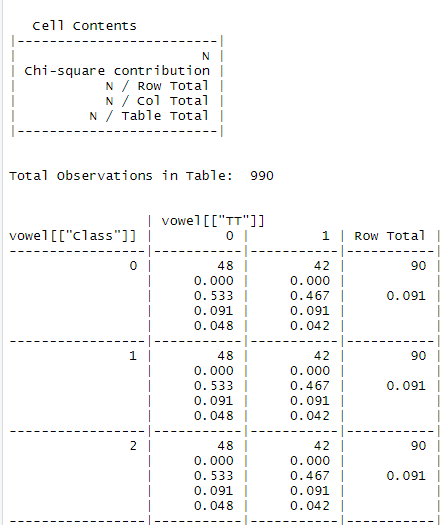 Cell Contents
|-------------------------|
|                       N |
| Chi-square contribution |
|           N / Row Total |
|           N / Col Total |
|         N / Table Total |
|-------------------------|
Total Observations in Table:  990
                 | vowel[["TT"]]
vowel[["Class"]] |         0 |         1 | Row Total |
-----------------|-----------|-----------|-----------|
               0 |        48 |        42 |        90 |
                 |     0.000 |     0.000 |           |
                 |     0.533 |     0.467 |     0.091 |
                 |     0.091 |     0.091 |           |
                 |     0.048 |     0.042 |           |
-----------------|-----------|-----------|-----------|
               1 |        48 |        42 |        90 |
                 |     0.000 |     0.000 |           |
                 |     0.533 |     0.467 |     0.091 |
                 |     0.091 |     0.091 |           |
                 |     0.048 |     0.042 |           |
-----------------|-----------|-----------|-----------|
               2 |        48 |        42 |        90 |
                 |     0.000 |     0.000 |           |
                 |     0.533 |     0.467 |     0.091 |
                 |     0.091 |     0.091 |           |
                 |     0.048 |     0.042 |           |
-----------------|-----------|-----------|-----------|